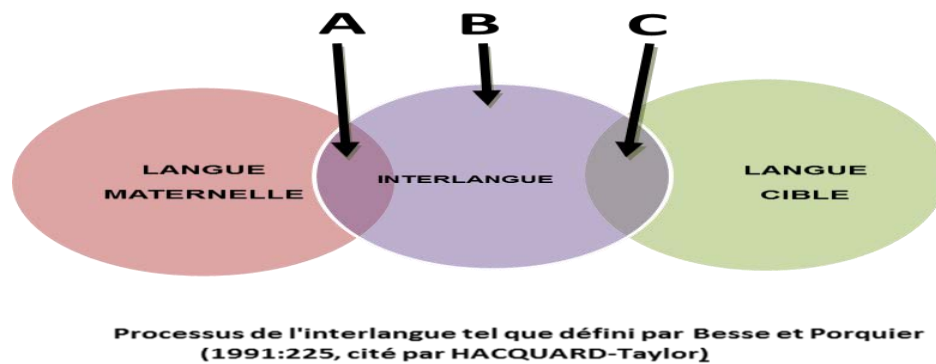 A B C
LANGUE
MATERNELLE
INTERLANGUE
LANGUE
CIBLE
Processus de l'interlangue tel que défini par Besse et Porquier
(1991:225, cité par HACQUARD-Taylor)